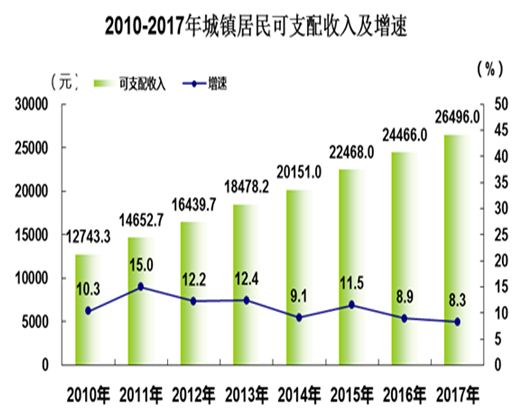 2010-2017年城镇居民可支配收入及增速
（元） 可支配收入 增速 （%）
30000 25000 20000 15000 10000 5000 0
50 45 40 35 30 25 20 15 10 5 0
12743.3 14652.7 16439.7 18478.2 20151.0 22468.0 24466.0 26496.0
10.3 15.0 12.2 12.4 9.1 11.5 8.9 8.3
2010年 2011年 2012年 2013年 2014年 2015年 2016年 2017年